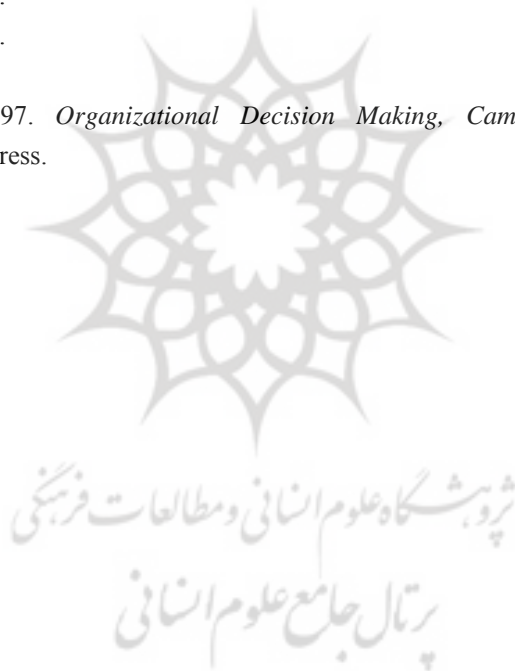 .
.
97. Organizational Decision Making, Cam
ress.
پژوهشگاه علوم انسانی و مطالعات فرهنگی
پرتال جامع علوم انسانی